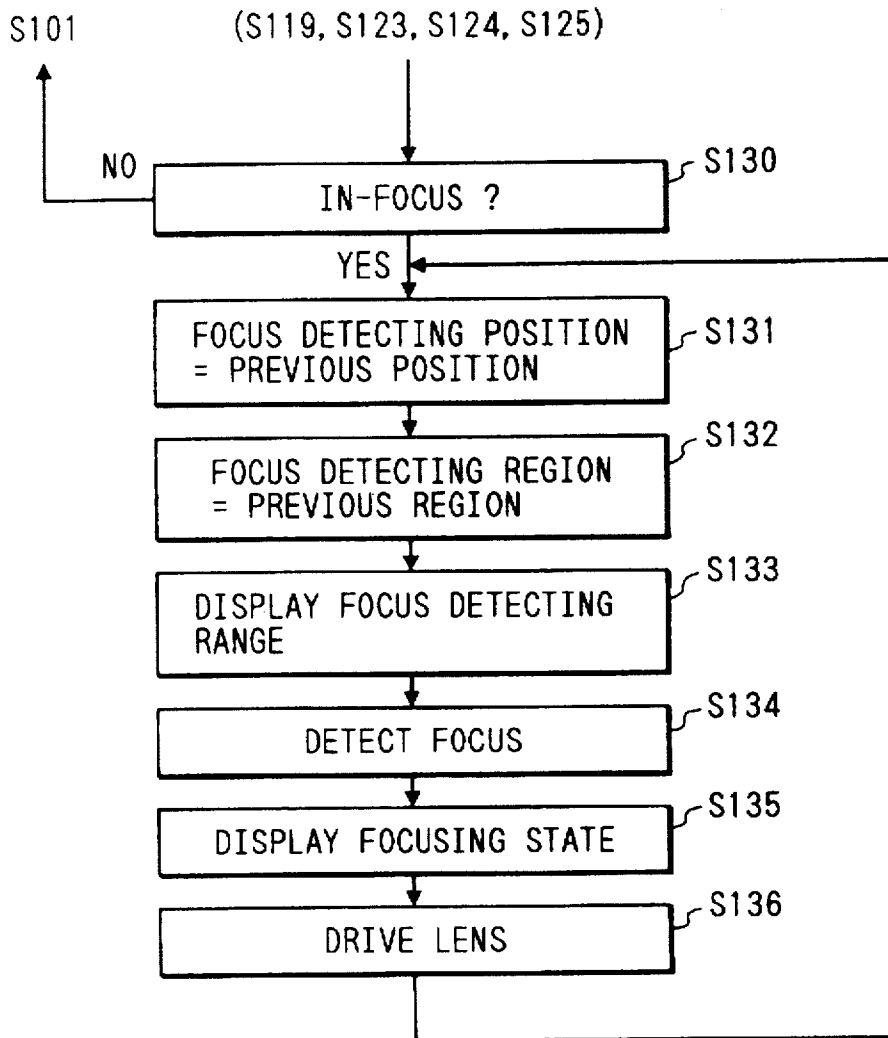 S101
(S119, S123, S124, S125)
NO
IN-FOCUS ?
S130
YES
FOCUS DETECTING POSITION
= PREVIOUS POSITION
S131
FOCUS DETECTING REGION
= PREVIOUS REGION
S132
DISPLAY FOCUS DETECTING
RANGE
S133
DETECT FOCUS
S134
DISPLAY FOCUSING STATE
S135
DRIVE LENS
S136